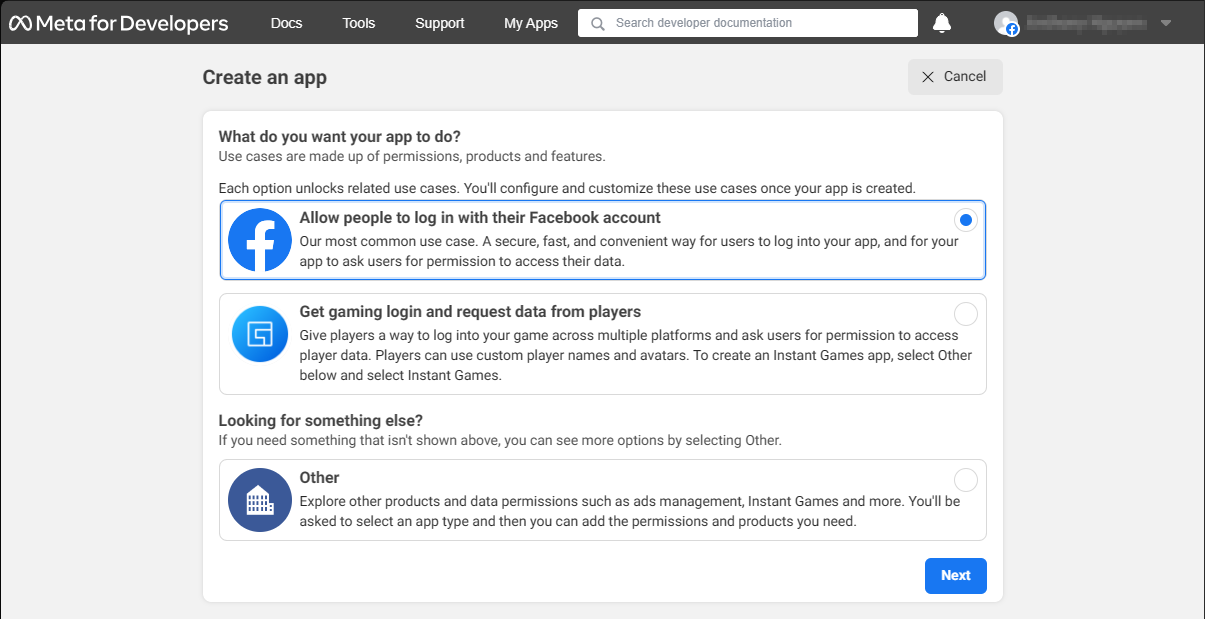 Meta for Developers Docs Tools Support My Apps Search developer documentation
Create an app
Cancel
What do you want your app to do?
Use cases are made up of permissions, products and features.
Each option unlocks related use cases. You'll configure and customize these use cases once your app is created.
Allow people to log in with their Facebook account
Our most common use case. A secure, fast, and convenient way for users to log into your app, and for your
app to ask users for permission to access their data.
Get gaming login and request data from players
Give players a way to log into your game across multiple platforms and ask users for permission to access
player data. Players can use custom player names and avatars. To create an Instant Games app, select Other
below and select Instant Games.
Looking for something else?
If you need something that isn't shown above, you can see more options by selecting Other.
Other
Explore other products and data permissions such as ads management, Instant Games and more. You'll be
asked to select an app type and then you can add the permissions and products you need.
Next